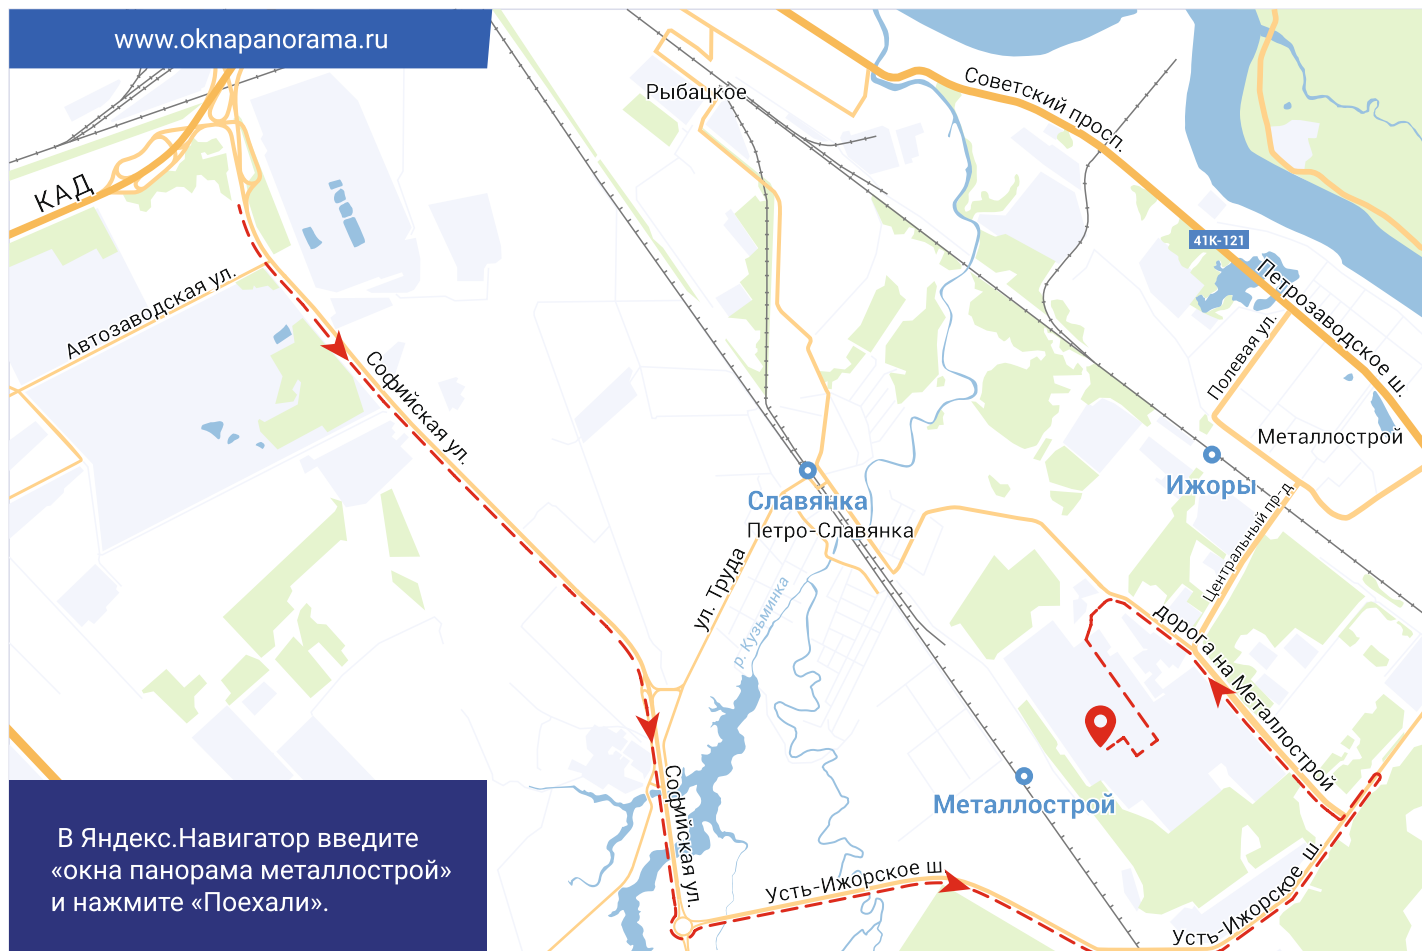 www.oknapanorama.ru
Рыбацкое
Советский просп.
КАД
41К-121
Автозаводская ул.
Петрозаводское ш.
Полевая ул.
Софийская ул.
Металлострой
Ижоры
Славянка
Петро-Славянка
Центральный пр-д
ул. Труда
р. Кузьминка
дорога на Металлострой
Софийская ул.
Металлострой
Усть-Ижорское ш.
Усть-Ижорское ш
В Яндекс.Навигатор введите
«окна панорама металлострой»
и нажмите «Поехали».